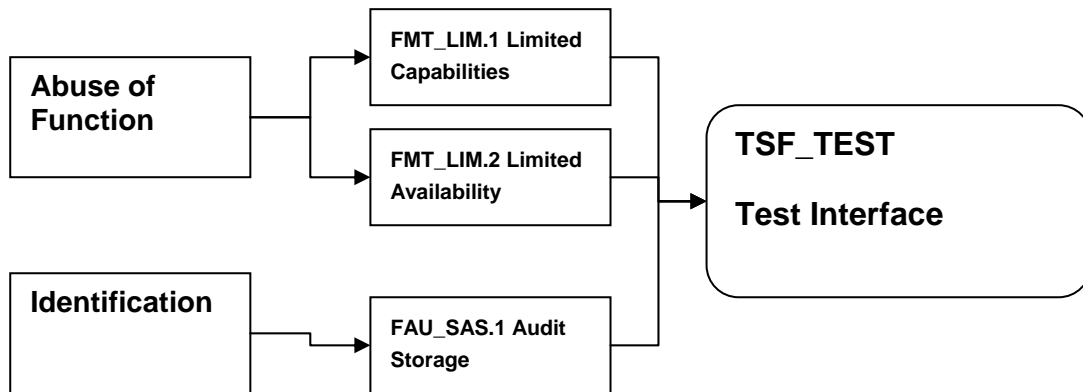 Abuse of
Function
FMT_LIM.1 Limited
Capabilities
FMT_LIM.2 Limited
Availability
TSF_TEST
Test Interface
Identification
FAU_SAS.1 Audit
Storage